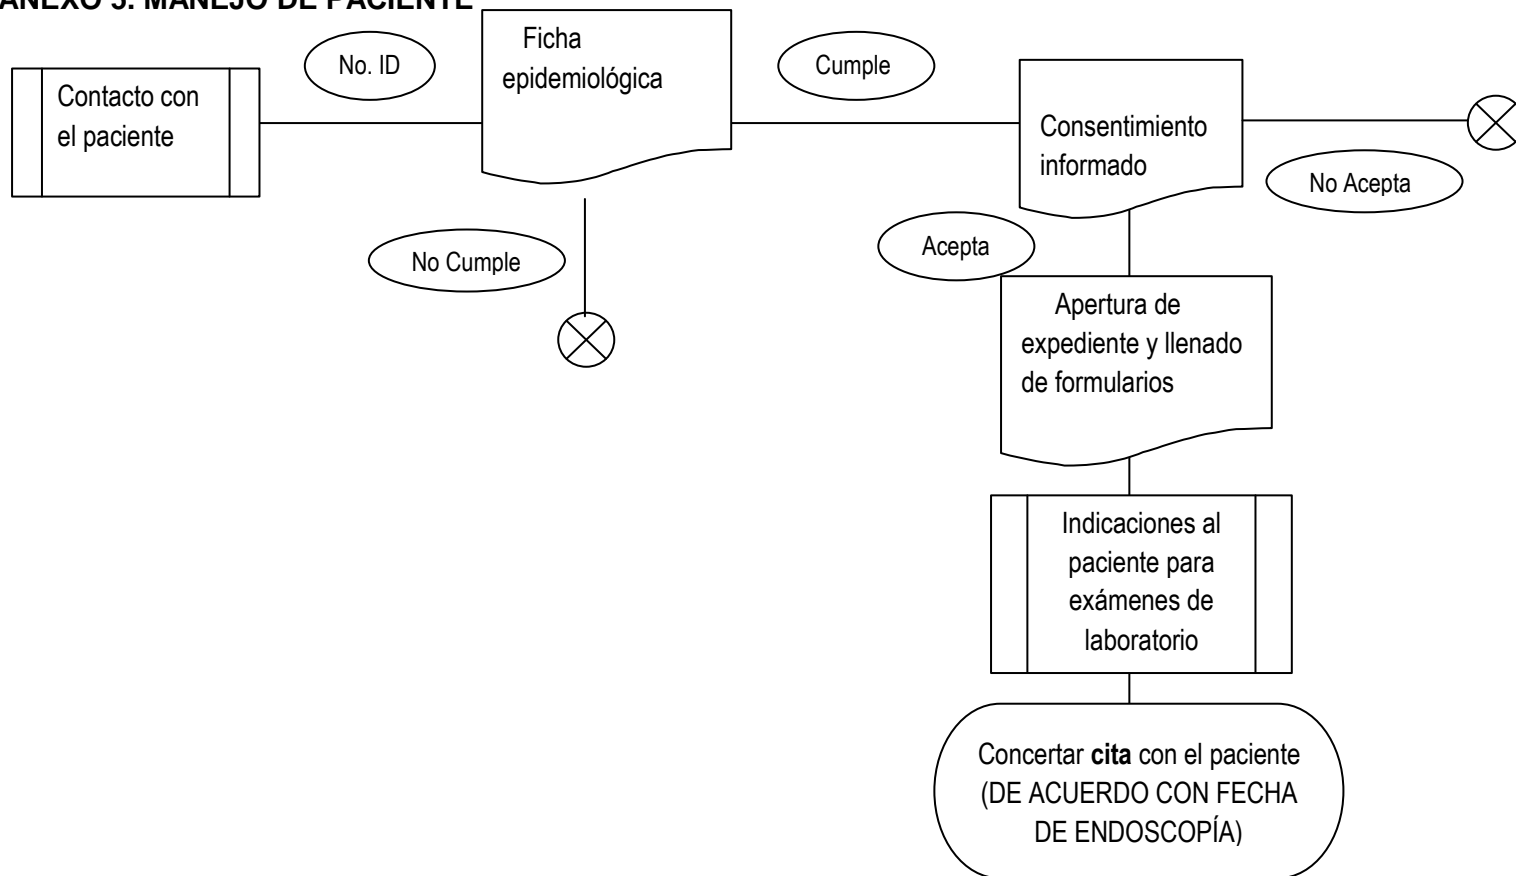 ANEXO 5. MANEJO DE PACIENTE
No. ID
Ficha
epidemiológica
Cumple
Contacto con
el paciente
Consentimiento
informado
No Acepta
No Cumple
Acepta
Apertura de
expediente y llenado
de formularios
Indicaciones al
paciente para
exámenes de
laboratorio
Concertar cita con el paciente
(DE ACUERDO CON FECHA
DE ENDOSCOPÍA)